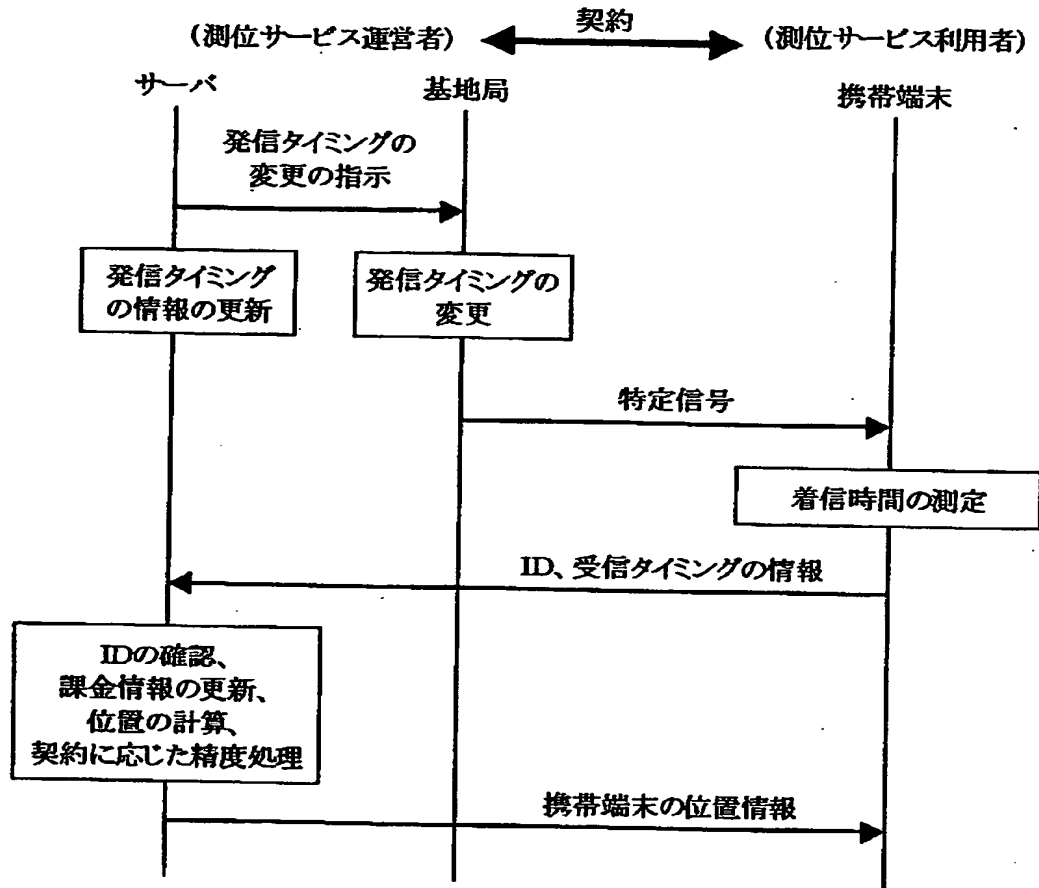 契約
(測位サービス運営者)
(測位サービス利用者)
サーバ
基地局
携帯端末
発信タイミングの
変更の指示
発信タイミング
の情報の更新
発信タイミングの
変更
特定信号
着信時間の測定
ID、受信タイミングの情報
IDの確認、
課金情報の更新、
位置の計算、
契約に応じた精度処理
携帯端末の位置情報